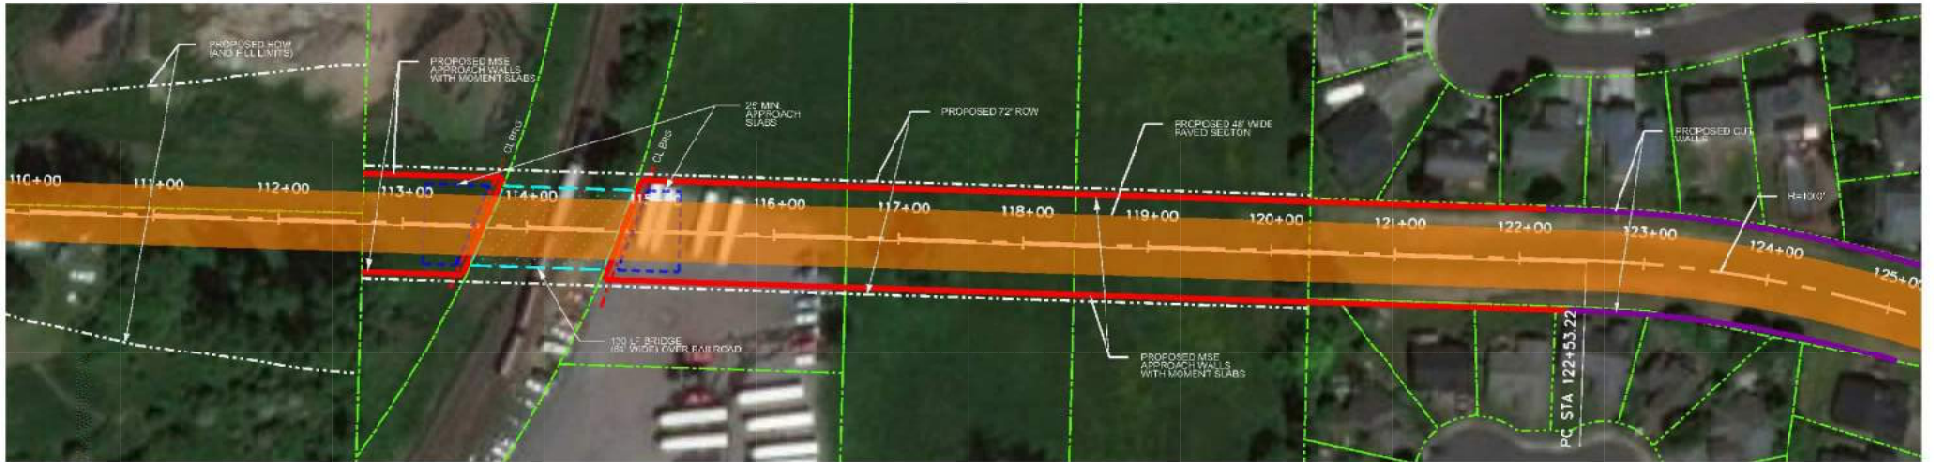 PROPOSED ROW
(AND FILL LIMITS)
PROPOSED MSE
APPROACH WALLS
WITH MOMENT SLABS
CL BRG
25' MIN.
APPROACH
SLABS
CL BRG
PROPOSED 72' ROW
PROPOSED 48' WIDE
PAVED SECTION
PROPOSED CUT
WALLS
110+00
111+00
112+00
113+00
114+00
116+00
117+00
118+00
119+00
120+00
121+00
122+00
123+00
124+00
125+00
BRIDGE
WIDE) OVER RAILROAD
PROPOSED MSE
APPROACH WALLS
WITH MOMENT SLABS
PC STA 122+53.22